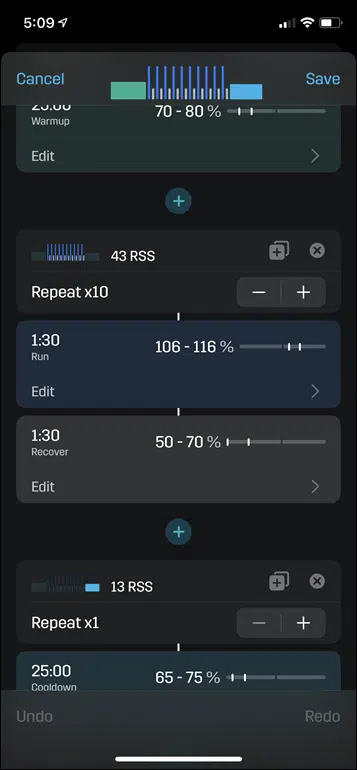 5:09
Cancel
Save
25:00
70 - 80 %
Warmup
Edit
43 RSS
Repeat x10
1:30
106 - 116 %
Run
Edit
1:30
50 - 70 %
Recover
Edit
13 RSS
Repeat x1
25:00
65 - 75 %
Cooldown
Undo
Redo